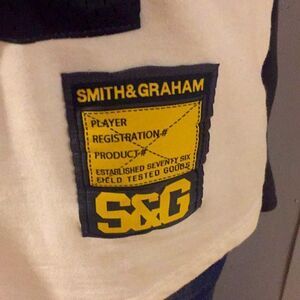 SMITH&GRAHAM
PLAYER
REGISTRATION #
PRODUCT #
ESTABLISHED SEVENTY SIX
FIELD TESTED GOODS
S&G